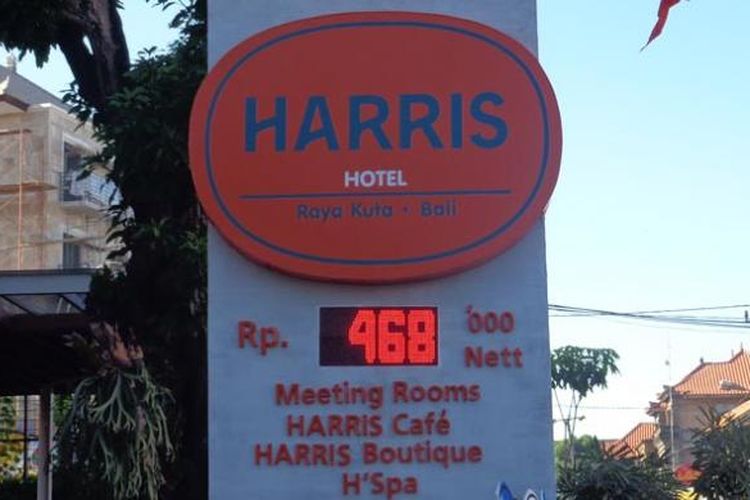 HARRIS
HOTEL
Raya Kuta • Bali
Rp. 468 '000
Nett
Meeting Rooms
HARRIS Café
HARRIS Boutique
H'Spa